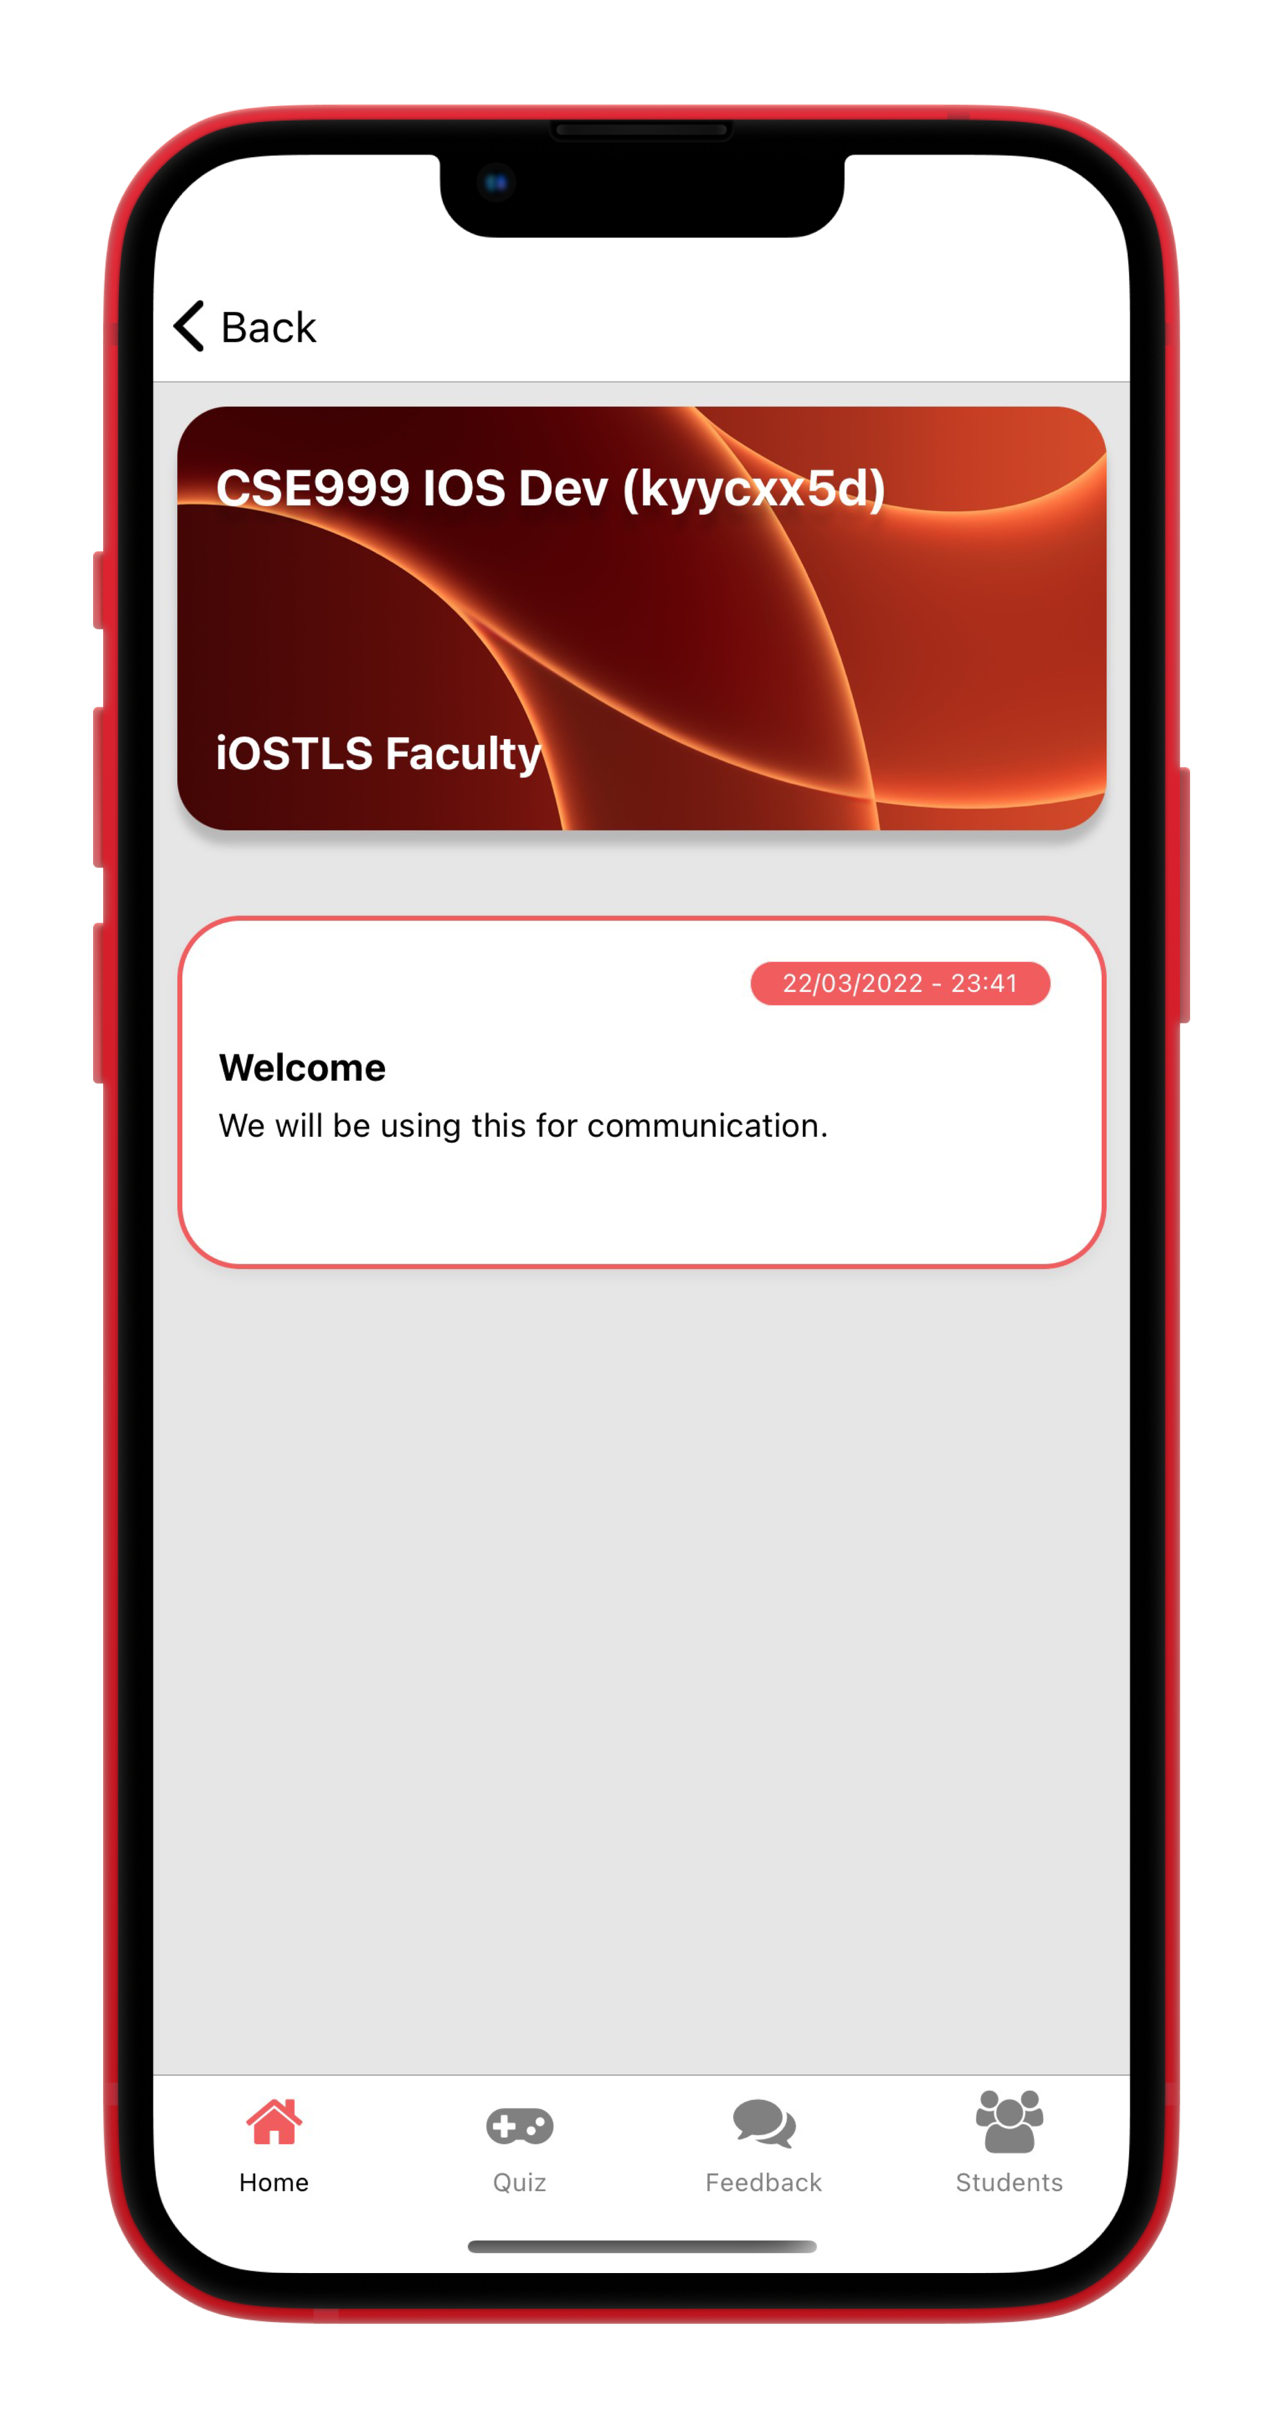 Back
CSE999 IOS Dev (kyycxx5d)
iOSTLS Faculty
22/03/2022 - 23:41
Welcome
We will be using this for communication.
Home
Quiz
Feedback
Students